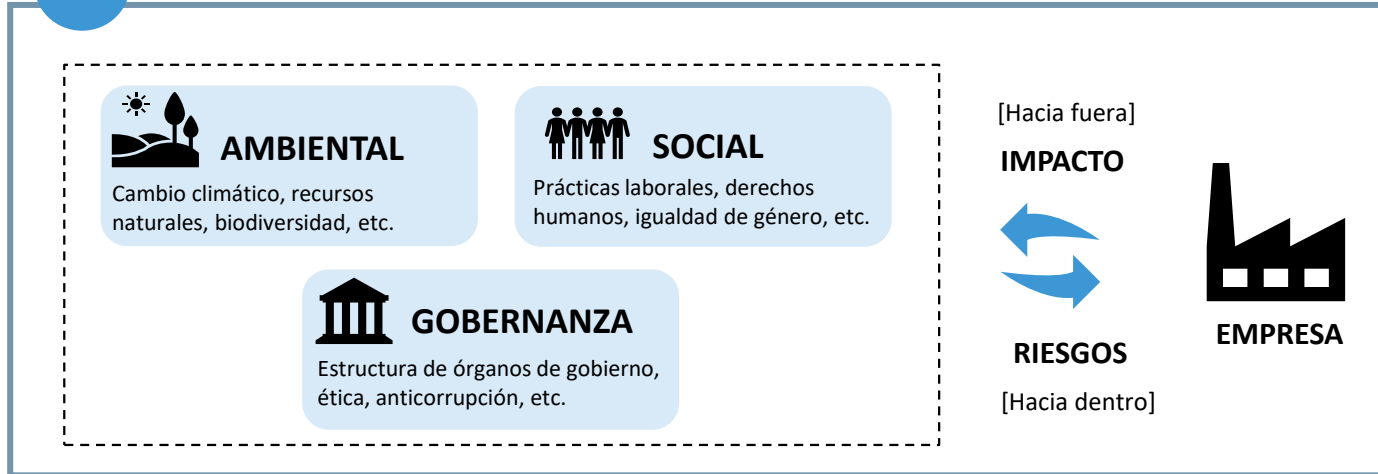 AMBIENTAL
Cambio climático, recursos
naturales, biodiversidad, etc.
SOCIAL
Prácticas laborales, derechos
humanos, igualdad de género, etc.
GOBERNANZA
Estructura de órganos de gobierno,
ética, anticorrupción, etc.
[Hacia fuera]
IMPACTO
RIESGOS
[Hacia dentro]
EMPRESA